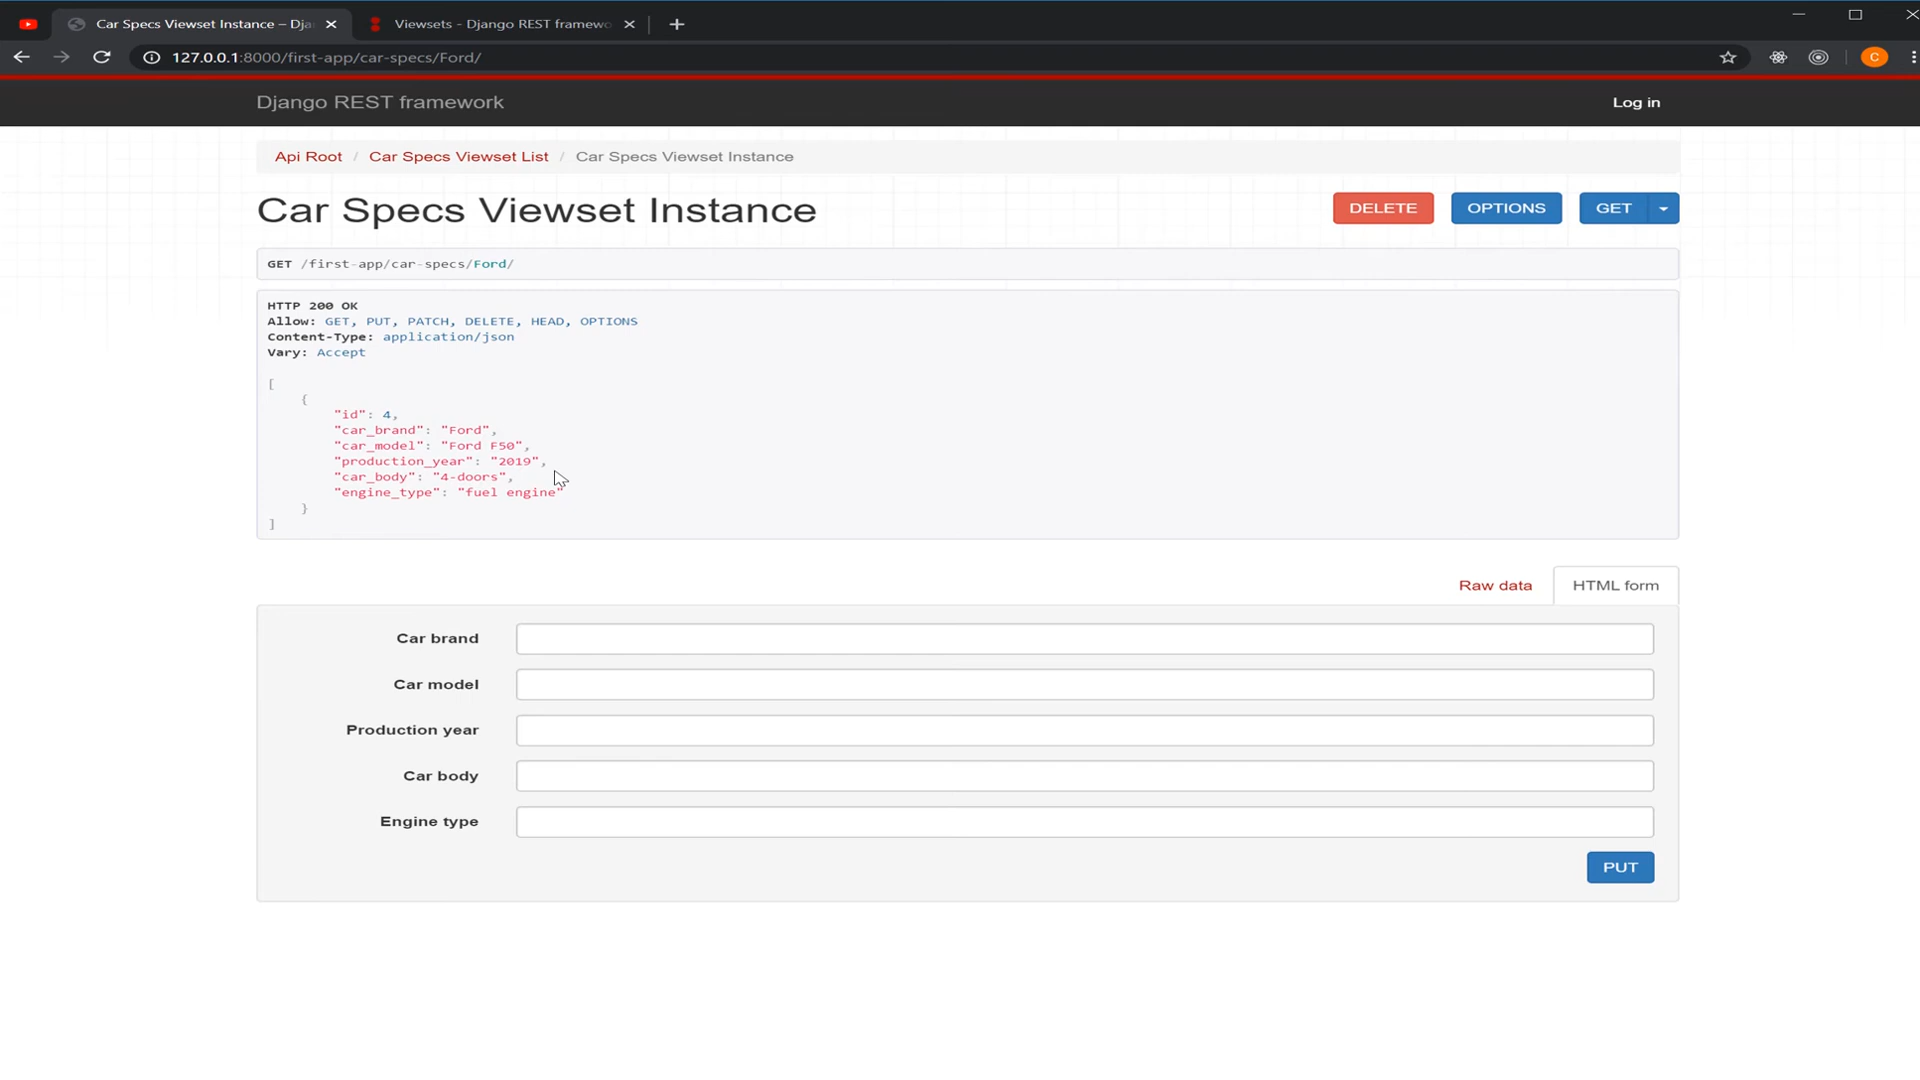 Car Specs Viewset Instance – Dja
Viewsets - Django REST framewo
127.0.0.1:8000/first-app/car-specs/Ford/
C
Django REST framework
Log in
Api Root / Car Specs Viewset List / Car Specs Viewset Instance
Car Specs Viewset Instance
DELETE
OPTIONS
GET
GET /first-app/car-specs/Ford/
HTTP 200 OK
Allow: GET, PUT, PATCH, DELETE, HEAD, OPTIONS
Content-Type: application/json
Vary: Accept
[
{
"id": 4,
"car_brand": "Ford",
"car_model": "Ford F50",
"production_year": "2019",
"car_body": "4-doors",
"engine_type": "fuel engine"
}
]
Raw data
HTML form
Car brand
Car model
Production year
Car body
Engine type
PUT